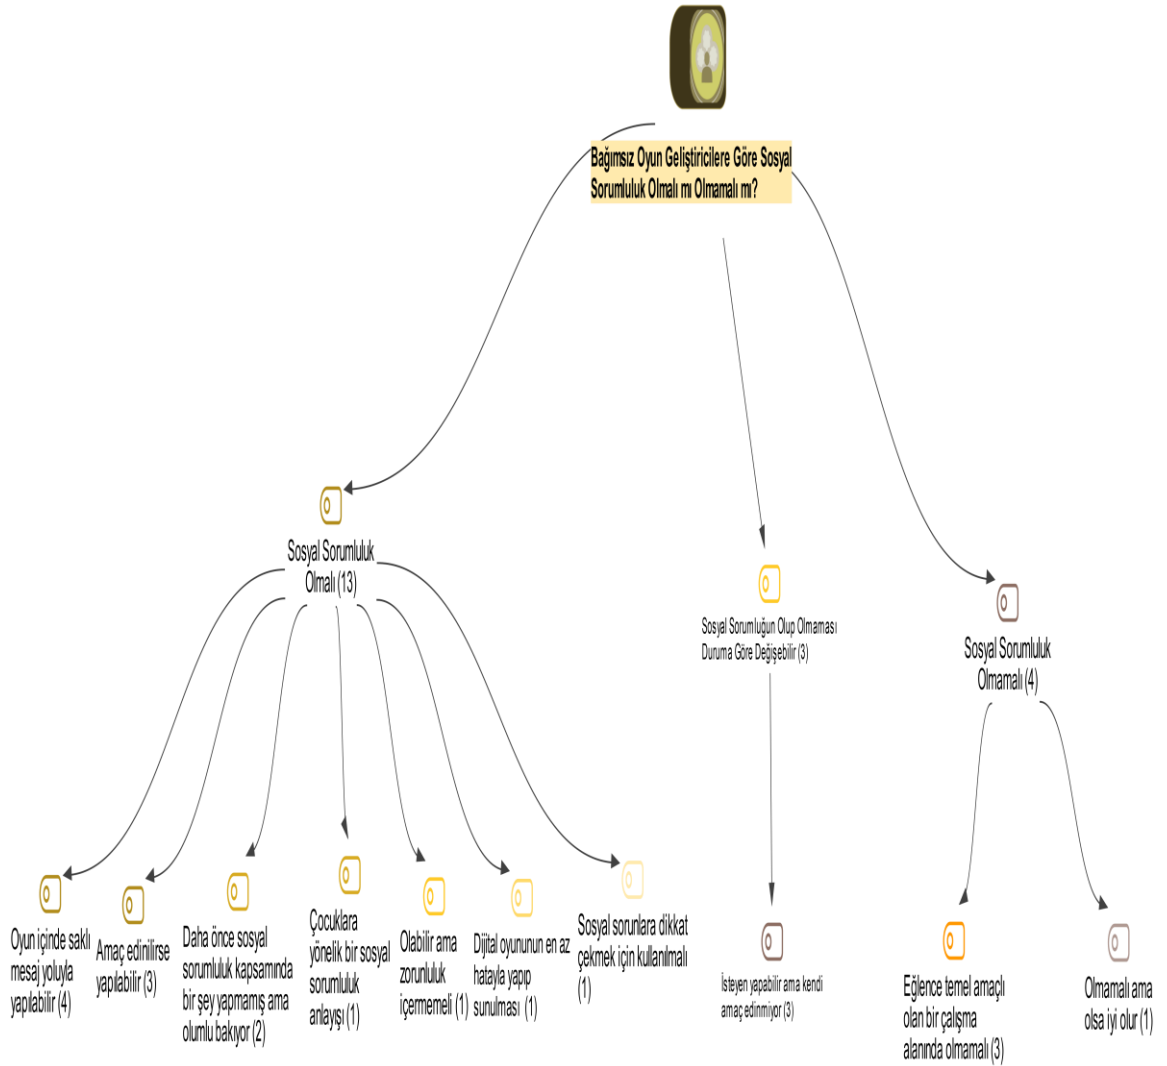 Bağımsız Oyun Geliştiricilere Göre Sosyal
Sorumluluk Olmalı mı Olmamalı mı?
Sosyal Sorumluluk
Olmalı (13)
Sosyal Sorumluğun Olup Olmaması
Duruma Göre Değişebilir (3)
Sosyal Sorumluluk
Olmamalı (4)
Oyun içinde saklı
mesaj yoluyla
yapılabilir (4)
Amaç edinilirse
yapılabilir (3)
Daha önce sosyal
sorumluluk kapsamında
bir şey yapmamış ama
olumlu bakıyor (2)
Çocuklara
yönelik bir sosyal
sorumluluk
anlayışı (1)
Olabilir ama
zorunluluk
içermemeli (1)
Dijital oyununun en az
hatayla yapıp
sunulması (1)
Sosyal sorunlara dikkat
çekmek için kullanılmalı
(1)
İsteyen yapabilir ama kendi
amaç edinmiyor (3)
Eğlence temel amaçlı
olan bir çalışma
alanında olmamalı (3)
Olmamalı ama
olsa iyi olur (1)